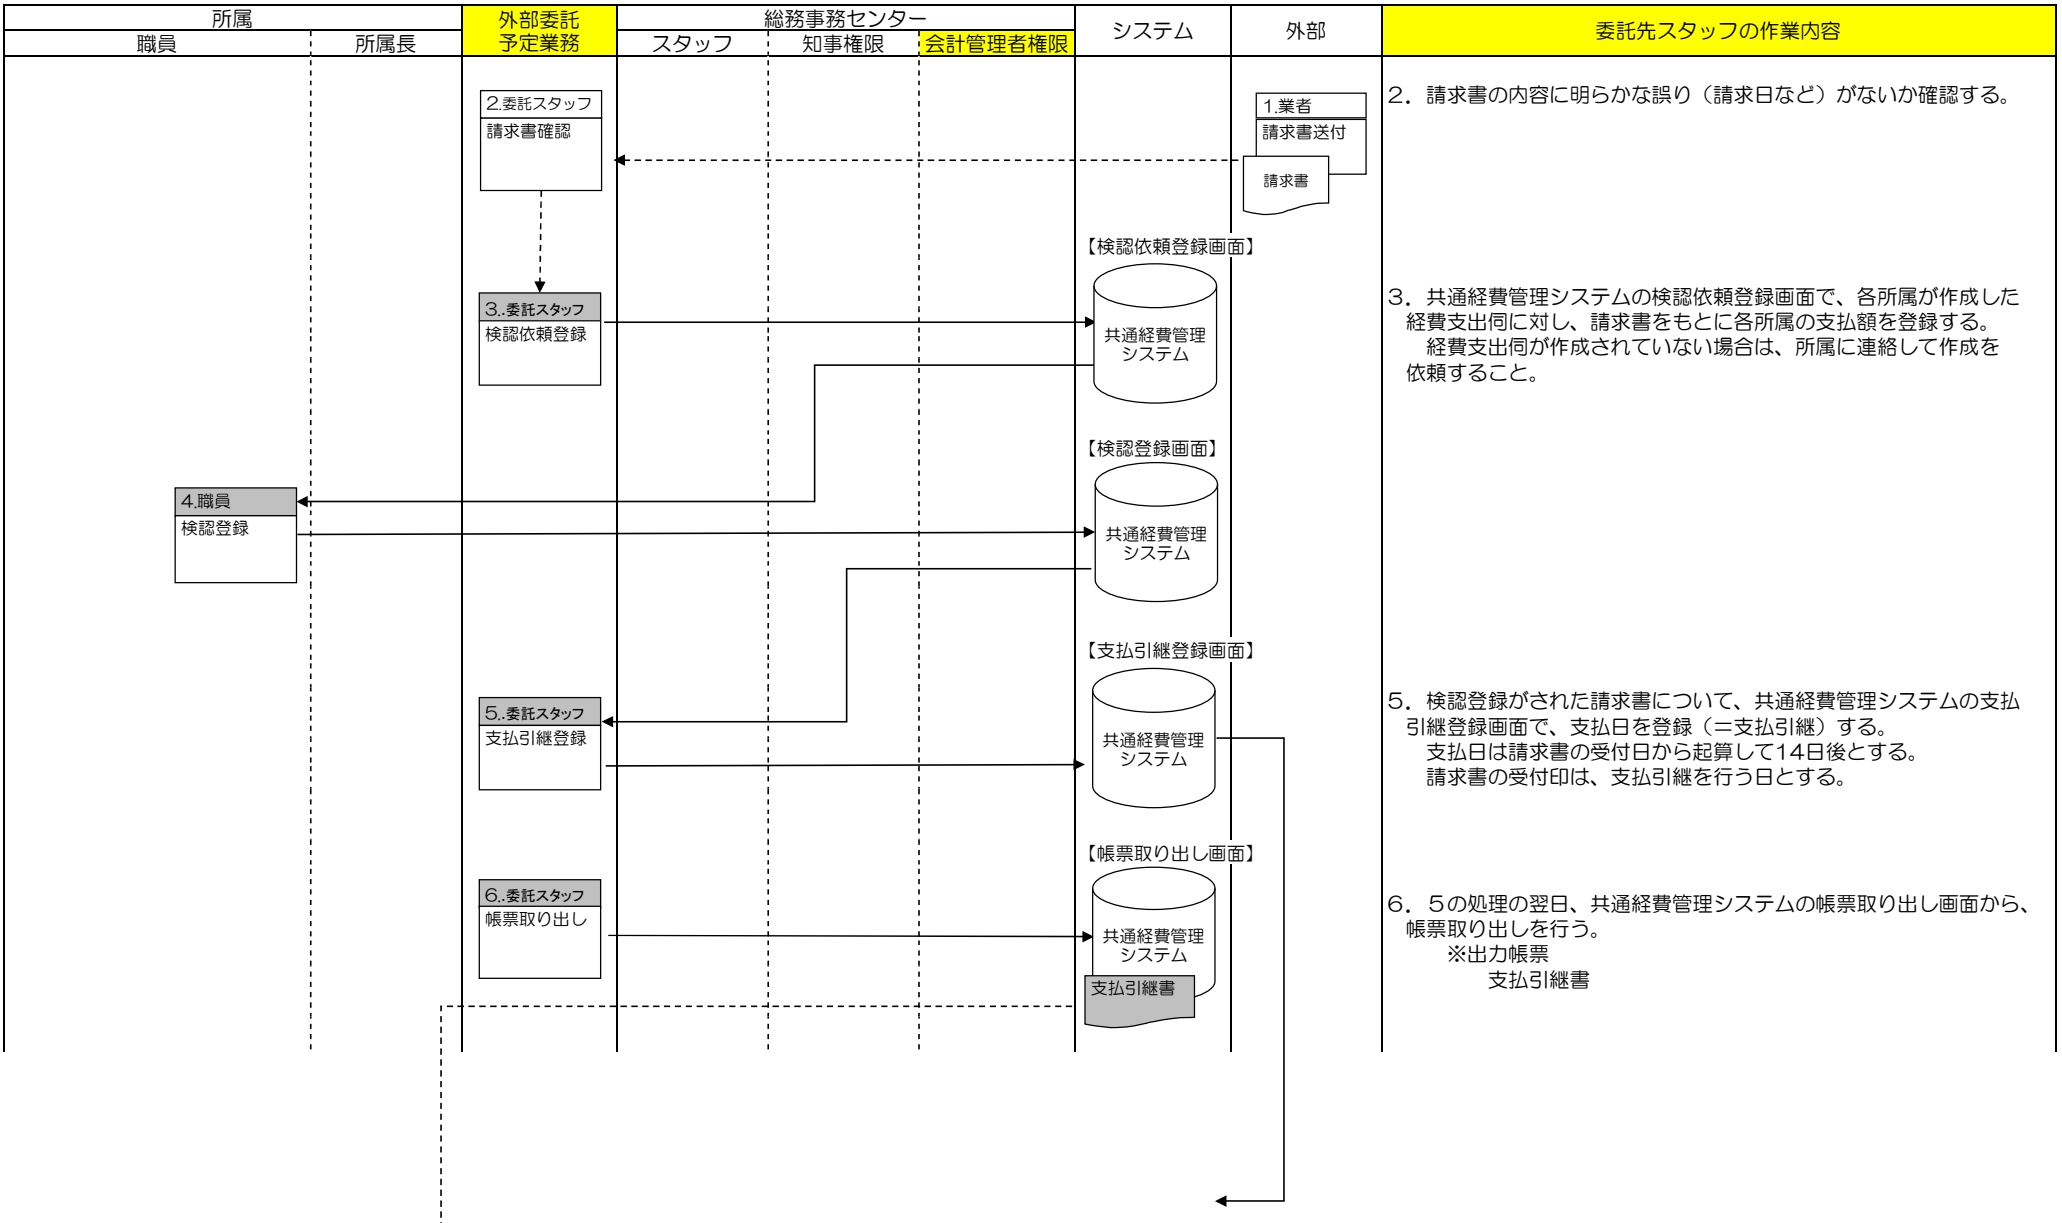 所属
外部委託
予定業務
総務事務センター
システム
外部
委託先スタッフの作業内容
職員
所属長
スタッフ
知事権限
会計管理者権限
2.委託スタッフ
請求書確認
1.業者
請求書送付
請求書
2．請求書の内容に明らかな誤り（請求日など）がないか確認する。
【検認依頼登録画面】
3..委託スタッフ
検認依頼登録
共通経費管理
システム
3．共通経費管理システムの検認依頼登録画面で、各所属が作成した
経費支出伺に対し、請求書をもとに各所属の支払額を登録する。
経費支出伺が作成されていない場合は、所属に連絡して作成を
依頼すること。
【検認登録画面】
4.職員
検認登録
共通経費管理
システム
【支払引継登録画面】
5..委託スタッフ
支払引継登録
共通経費管理
システム
5．検認登録がされた請求書について、共通経費管理システムの支払
引継登録画面で、支払日を登録（＝支払引継）する。
支払日は請求書の受付日から起算して14日後とする。
請求書の受付印は、支払引継を行う日とする。
【帳票取り出し画面】
6..委託スタッフ
帳票取り出し
共通経費管理
システム
支払引継書
6．5の処理の翌日、共通経費管理システムの帳票取り出し画面から、
帳票取り出しを行う。
※出力帳票
支払引継書